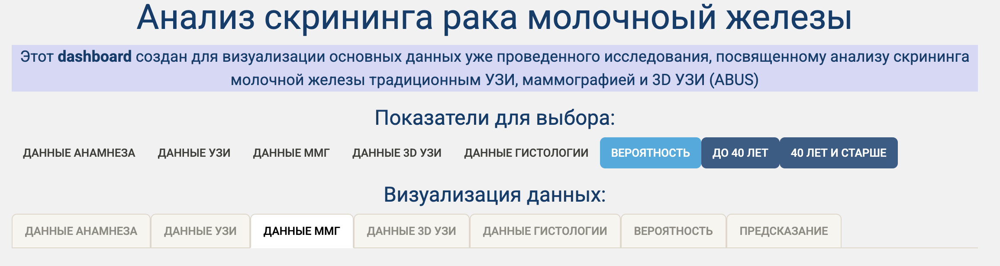 Анализ скрининга рака молочноый железы
Этот dashboard создан для визуализации основных данных уже проведенного исследования, посвященному анализу скрининга
молочной железы традиционным УЗИ, маммографией и 3D УЗИ (ABUS)
Показатели для выбора:
ДАННЫЕ АНАМНЕЗА ДАННЫЕ УЗИ ДАННЫЕ ММГ ДАННЫЕ 3D УЗИ ДАННЫЕ ГИСТОЛОГИИ ВЕРОЯТНОСТЬ ДО 40 ЛЕТ 40 ЛЕТ И СТАРШЕ
Визуализация данных:
ДАННЫЕ АНАМНЕЗА ДАННЫЕ УЗИ ДАННЫЕ ММГ ДАННЫЕ 3D УЗИ ДАННЫЕ ГИСТОЛОГИИ ВЕРОЯТНОСТЬ ПРЕДСКАЗАНИЕ